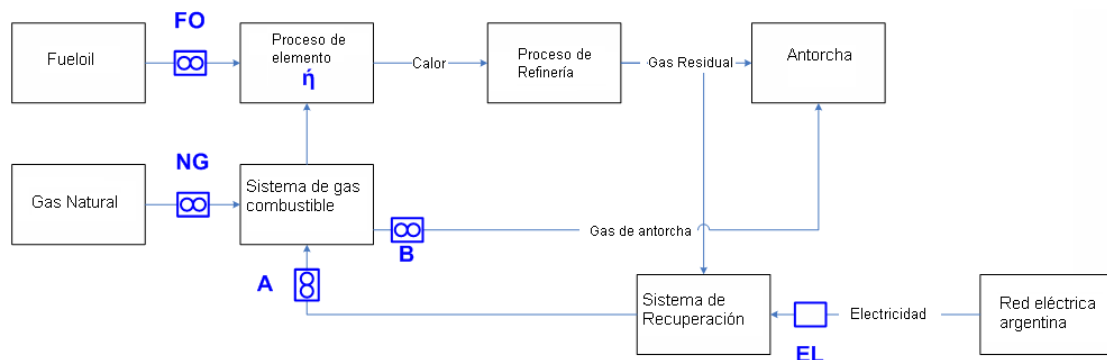 FO
Fueloil
Proceso de
elemento
ή
Calor
Proceso de
Refinería
Gas Residual
Antorcha
NG
Gas Natural
Sistema de gas
combustible
B
Gas de antorcha
A
Sistema de
Recuperación
EL
Electricidad
Red eléctrica
argentina